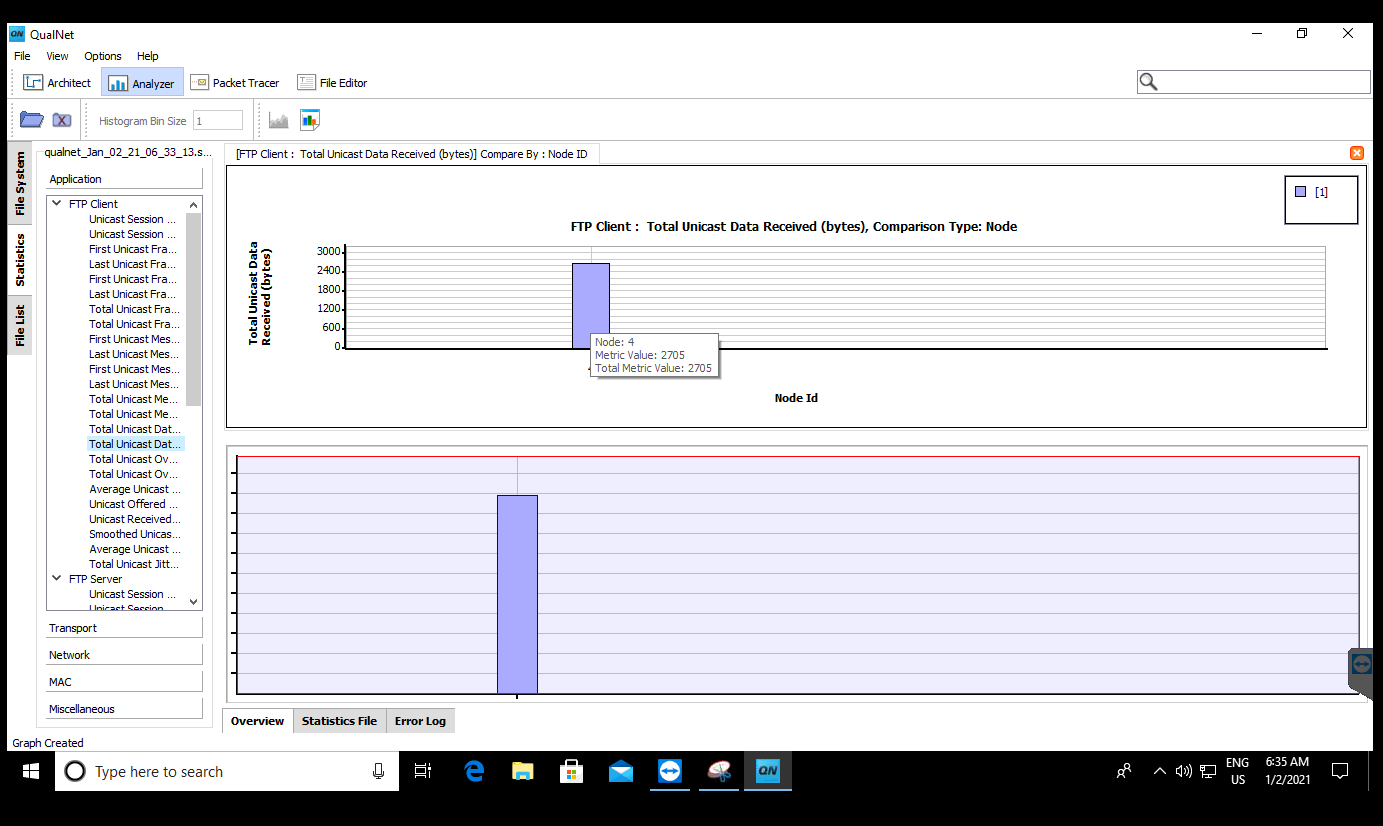 QN QualNet
File View Options Help
Architect Analyzer Packet Tracer File Editor
Histogram Bin Size 1
File System
Statistics
File List
qualnet_Jan_02_21_06_33_13.s...
Application
FTP Client
Unicast Session ...
Unicast Session ...
First Unicast Fra...
Last Unicast Fra...
First Unicast Fra...
Last Unicast Fra...
Total Unicast Fra...
Total Unicast Fra...
First Unicast Mes...
Last Unicast Mes...
First Unicast Mes...
Last Unicast Mes...
Total Unicast Me...
Total Unicast Me...
Total Unicast Dat...
Total Unicast Dat...
Total Unicast Ov...
Total Unicast Ov...
Average Unicast ...
Unicast Offered ...
Unicast Received...
Smoothed Unicas...
Average Unicast ...
Total Unicast Jitt...
FTP Server
Unicast Session ...
Unicast Session
Transport
Network
MAC
Miscellaneous
[FTP Client : Total Unicast Data Received (bytes)] Compare By : Node ID
[1]
FTP Client : Total Unicast Data Received (bytes), Comparison Type: Node
Total Unicast Data
Received (bytes)
3000
2400
1800
1200
600
0
Node: 4
Metric Value: 2705
Total Metric Value: 2705
Node Id
Overview Statistics File Error Log
Graph Created
Type here to search
QN
ENG
US
6:35 AM
1/2/2021